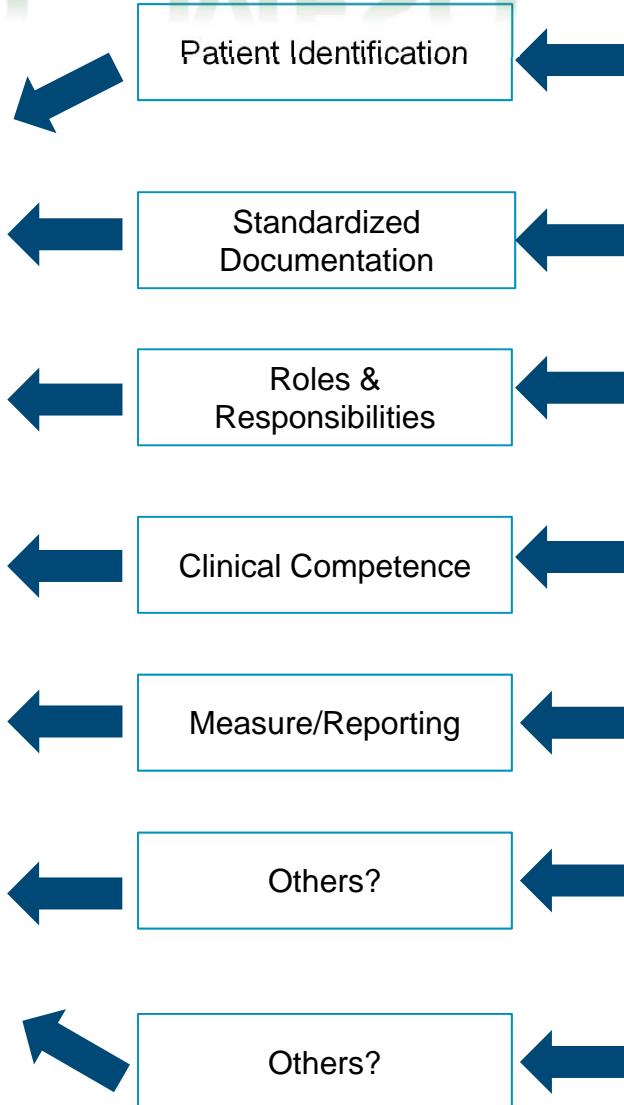 Patient Identification
Standardized
Documentation
Roles &
Responsibilities
Clinical Competence
Measure/Reporting
Others?
Others?